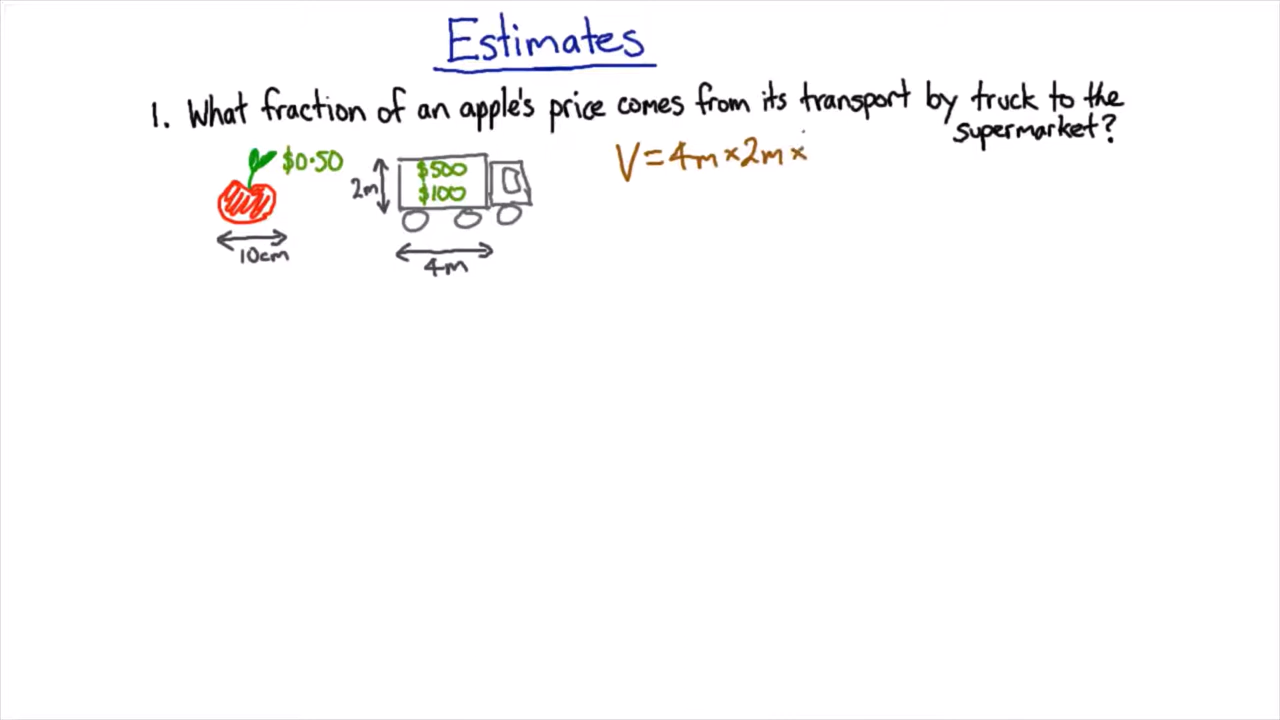 Estimates
1. What fraction of an apple's price comes from its transport by truck to the
supermarket?
$0.50
2m
$500
$100
V=4m×2m×
10cm
4m